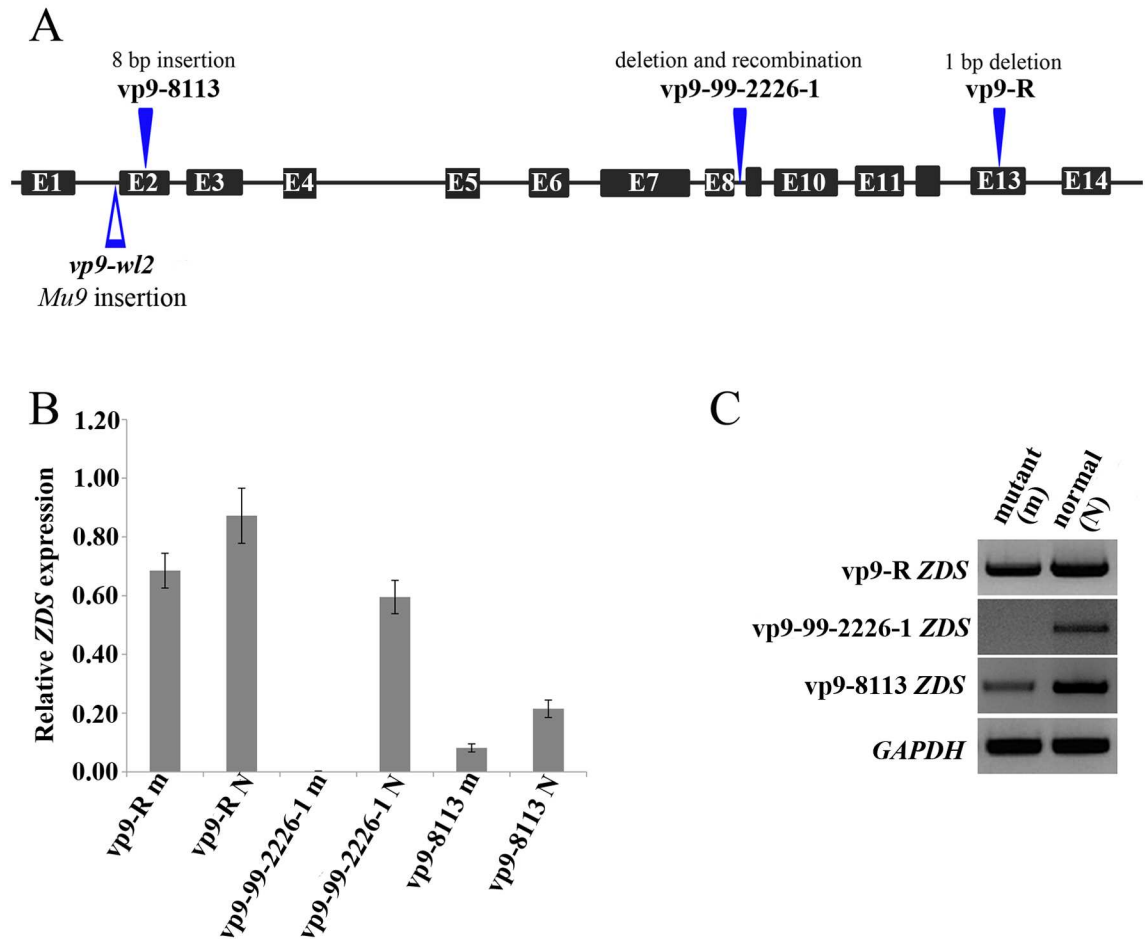 A
8 bp insertion
vp9-8113
deletion and recombination
vp9-99-2226-1
1 bp deletion
vp9-R
E1 E2 E3 E4 E5 E6 E7 E8 E10 E11 E13 E14
vp9-wl2
Mu9 insertion
B
Relative ZDS expression
1.20
1.00
0.80
0.60
0.40
0.20
0.00
vp9-R m
vp9-R N
vp9-99-2226-1 m
vp9-99-2226-1 N
vp9-8113 m
vp9-8113 N
C
mutant
(m)
normal
(N)
vp9-R ZDS
vp9-99-2226-1 ZDS
vp9-8113 ZDS
GAPDH